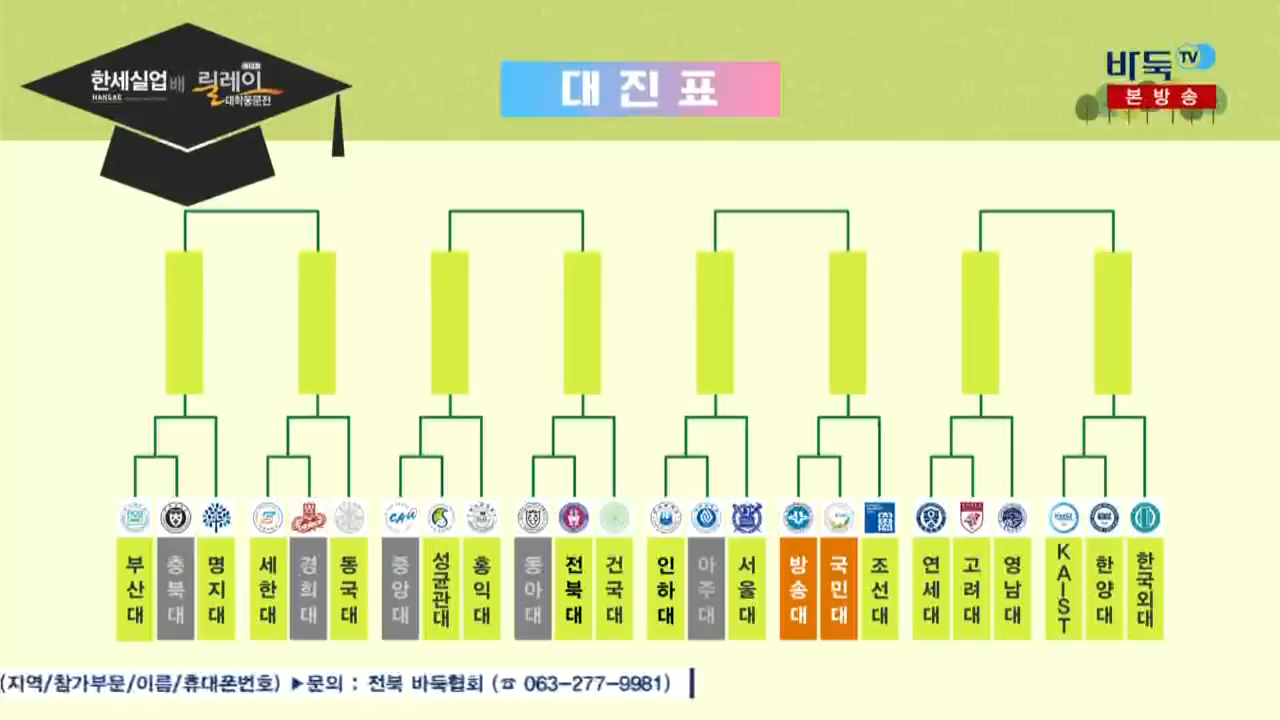 한세실업배 릴레이
HANSAE
대학동문전
대진표
바둑 TV
본방송
부산대
충북대
명지대
세한대
경희대
동국대
중앙대
성균관대
홍익대
동아대
전북대
건국대
인하대
아주대
서울대
방송대
국민대
조선대
연세대
고려대
영남대
KAIST
한양대
한국외대
(지역/참가부문/이름/휴대폰번호) ▶문의 : 전북 바둑협회 (☎ 063-277-9981)